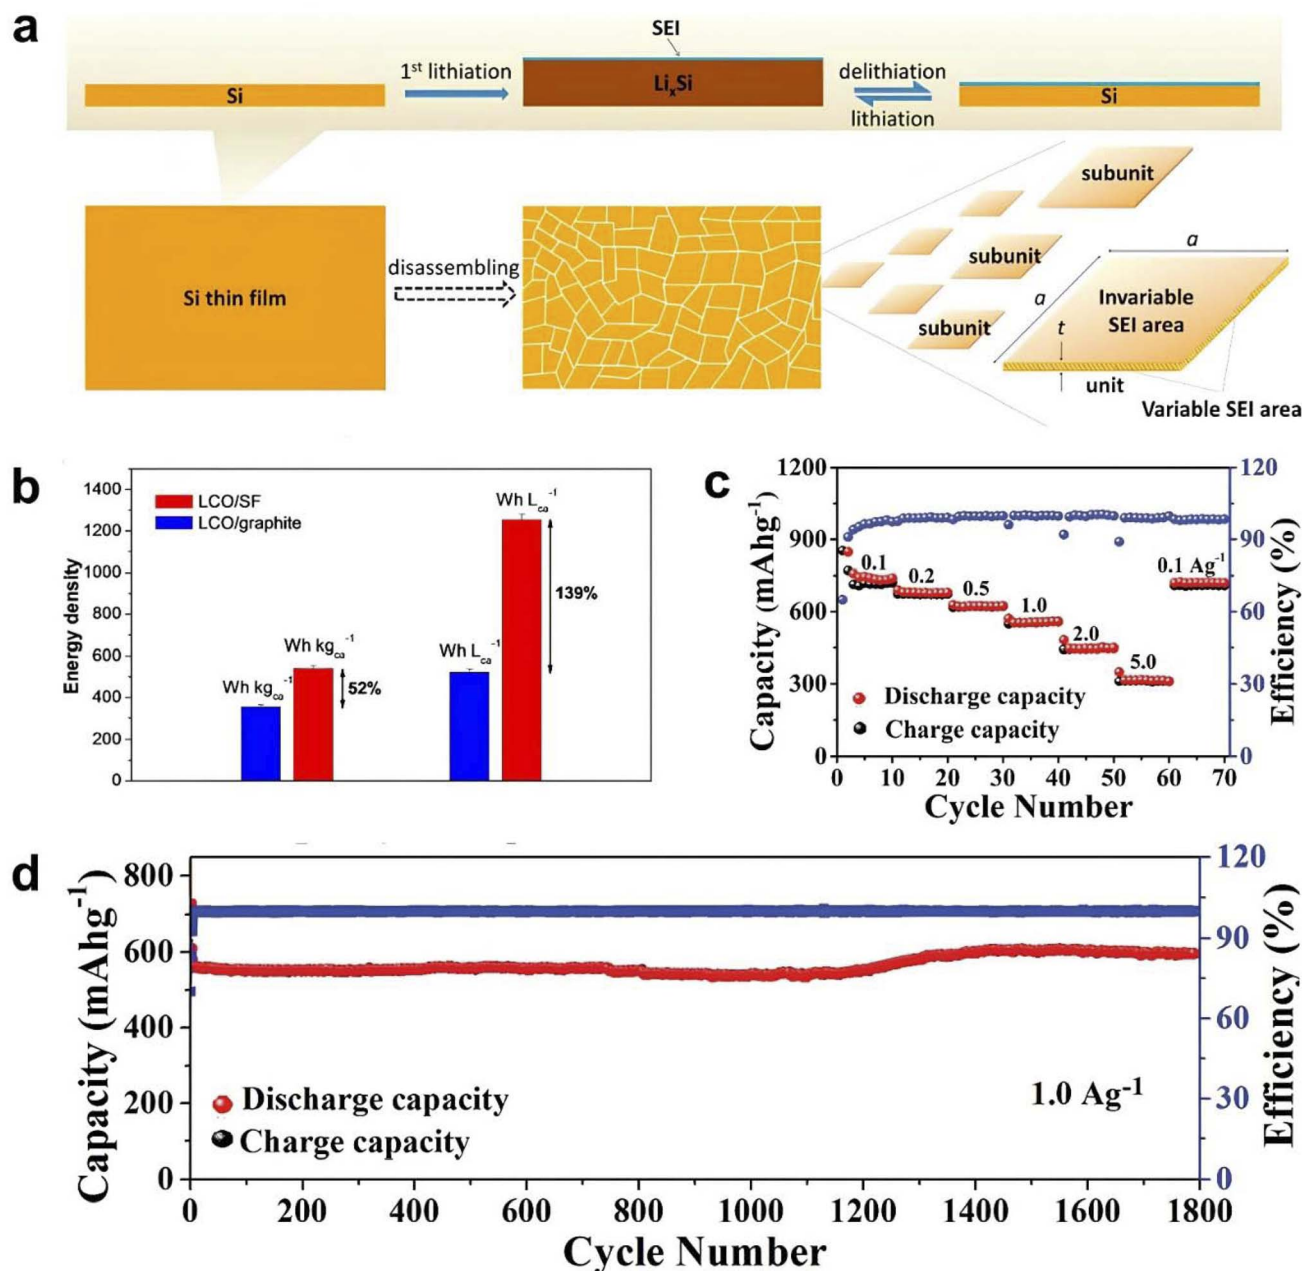 a
SEI
Si
1st lithiation
LixSi
delithiation
lithiation
Si
Si thin film
disassembling
subunit
subunit
subunit
a
a
t
Invariable
SEI area
unit
Variable SEI area
b
Energy density
1400
1200
1000
800
600
400
200
0
LCO/SF
LCO/graphite
Wh kgca-1
Wh kgca-1
52%
Wh Lca-1
Wh Lca-1
139%
c
Capacity (mAhg-1)
1200
900
600
300
0
0.1
0.2
0.5
1.0
2.0
5.0
0.1 Ag-1
Discharge capacity
Charge capacity
0 10 20 30 40 50 60 70
Cycle Number
120
90
60
30
0
Efficiency (%)
d
Capacity (mAhg-1)
800
600
400
200
0
Discharge capacity
Charge capacity
1.0 Ag-1
0 200 400 600 800 1000 1200 1400 1600 1800
Cycle Number
120
90
60
30
0
Efficiency (%)